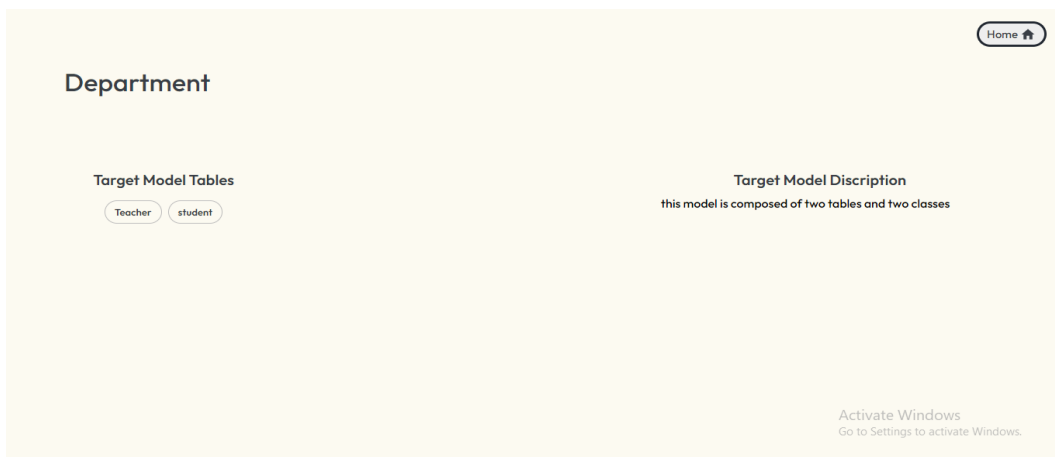 Home
Department
Target Model Tables
Teacher student
Target Model Discription
this model is composed of two tables and two classes
Activate Windows
Go to Settings to activate Windows.